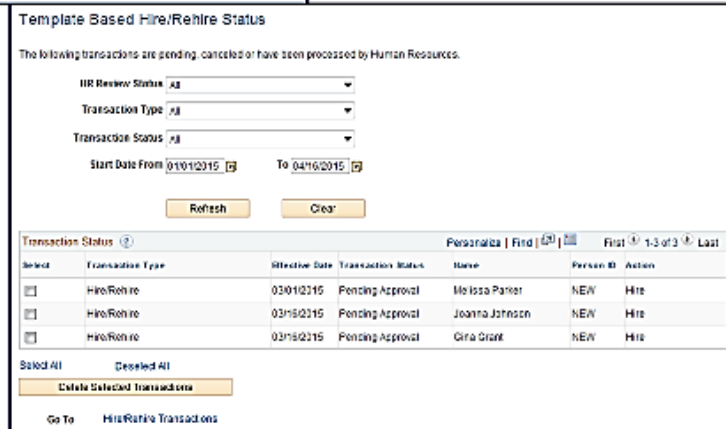 Template Based Hire/Rehire Status
The following transactions are pending, canceled or have been processed by Human Resources.
HR Review Status All
Transaction Type All
Transaction Status All
Start Date From 01/01/2015 To 04/16/2015
Refresh Clear
Transaction Status ? Personalize | Find | First 1-3 of 3 Last
Select Transaction Type Effective Date Transaction Status Name Person ID Action
Hire/Rehire 03/01/2015 Pending Approval Melissa Parker NEW Hire
Hire/Rehire 03/16/2015 Pending Approval Joanna Johnson NEW Hire
Hire/Rehire 03/16/2015 Pending Approval Gina Grant NEW Hire
Select All Deselect All
Delete Selected Transactions
Go To Hire/Rehire Transactions